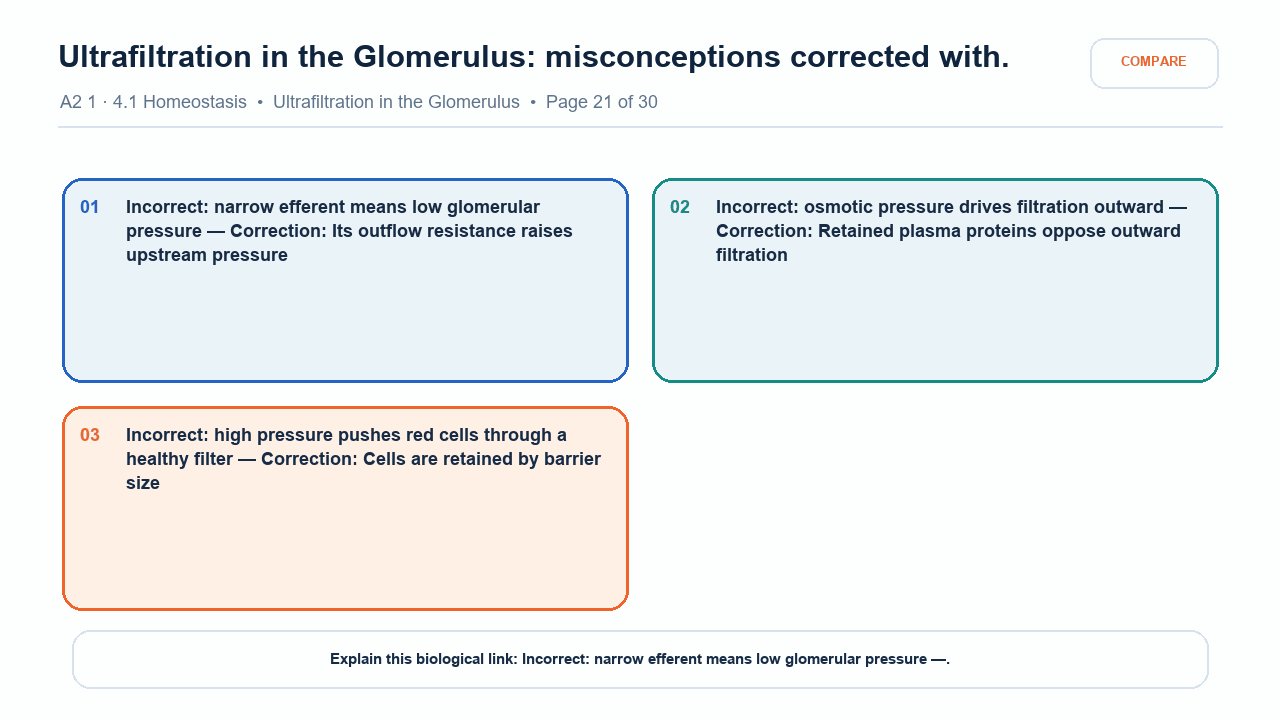 Ultrafiltration in the Glomerulus: misconceptions corrected with.
COMPARE
A2 1 · 4.1 Homeostasis • Ultrafiltration in the Glomerulus • Page 21 of 30
01
Incorrect: narrow efferent means low glomerular
pressure — Correction: Its outflow resistance raises
upstream pressure
02
Incorrect: osmotic pressure drives filtration outward —
Correction: Retained plasma proteins oppose outward
filtration
03
Incorrect: high pressure pushes red cells through a
healthy filter — Correction: Cells are retained by barrier
size
Explain this biological link: Incorrect: narrow efferent means low glomerular pressure —.